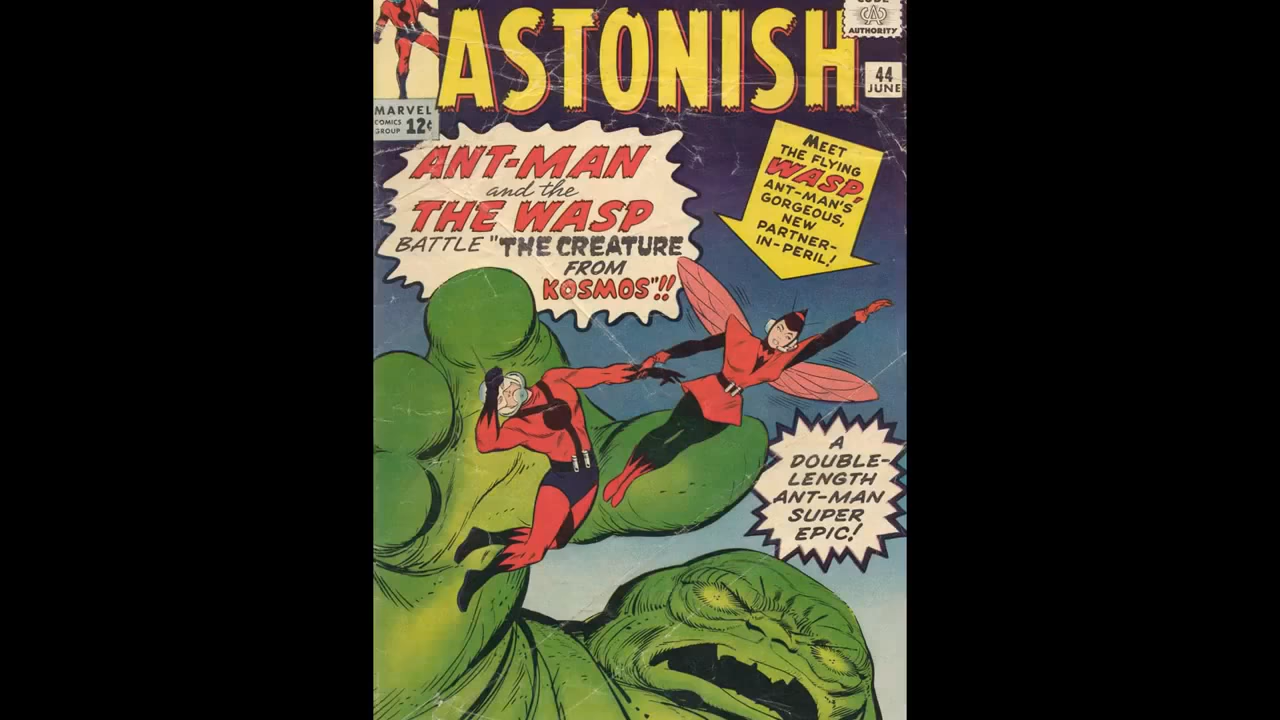 ASTONISH
CODE
AUTHORITY
44
JUNE
MARVEL
COMICS
GROUP 12¢
ANT-MAN
and the
THE WASP
BATTLE "THE CREATURE
FROM
KOSMOS"!!
MEET
THE FLYING
WASP,
ANT-MAN'S
GORGEOUS,
NEW
PARTNER-
IN-PERIL!
A
DOUBLE-
LENGTH
ANT-MAN
SUPER
EPIC!